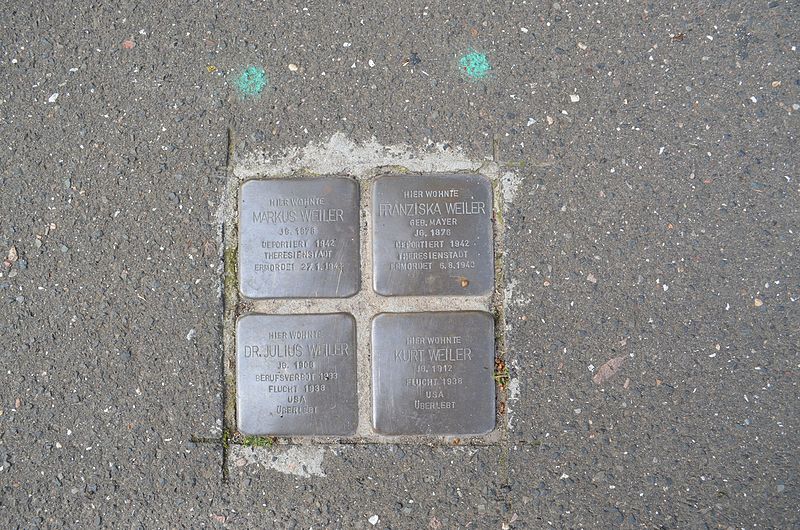 HIER WOHNTE
MARKUS WEILER
JG. 1876
DEPORTIERT 1942
THERESIENSTADT
ERMORDET 27.1.1943
HIER WOHNTE
FRANZISKA WEILER
GEB. MAYER
JG. 1876
DEPORTIERT 1942
THERESIENSTADT
ERMORDET 6.8.1943
HIER WOHNTE
DR. JULIUS WEILER
JG.
BERUFSVERBOT 1933
FLUCHT 1938
USA
ÜBERLEBT
HIER WOHNTE
KURT WEILER
JG. 1912
FLUCHT 1938
USA
ÜBERLEBT